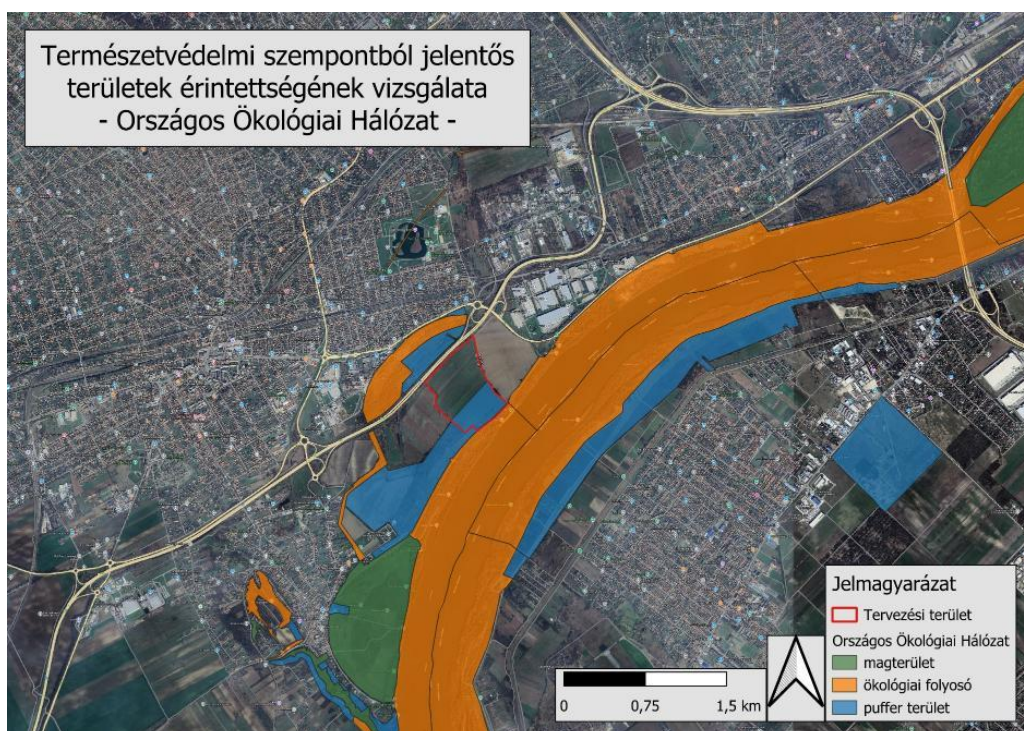 Természetvédelmi szempontból jelentős
területek érintettségének vizsgálata
- Országos Ökológiai Hálózat -
Jelmagyarázat
Tervezési terület
Országos Ökológiai Hálózat
magterület
ökológiai folyosó
puffer terület
0 0,75 1,5 km